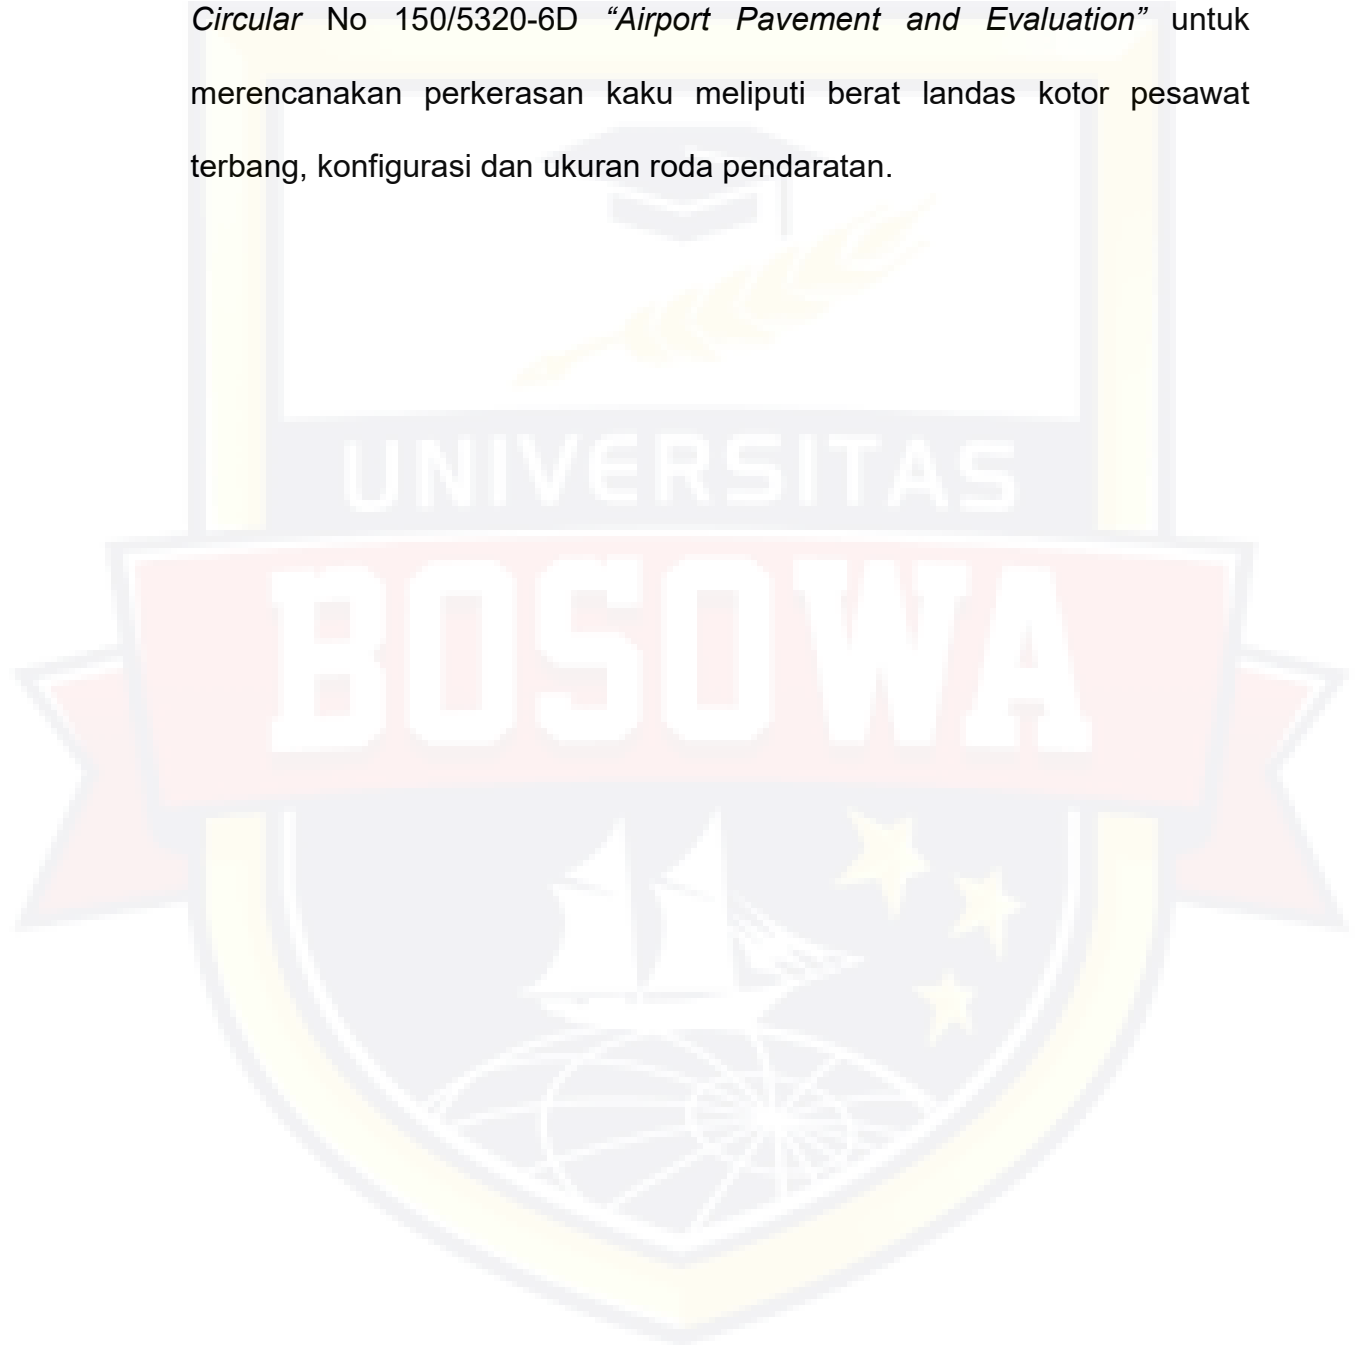 Circular No 150/5320-6D “Airport Pavement and Evaluation” untuk
merencanakan perkerasan kaku meliputi berat landas kotor pesawat
terbang, konfigurasi dan ukuran roda pendaratan.
UNIVERSITAS
BOSOWA